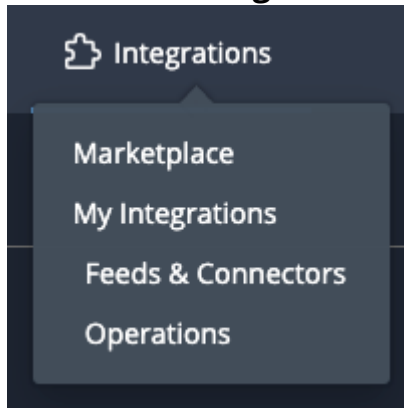 Integrations
Marketplace
My Integrations
Feeds & Connectors
Operations